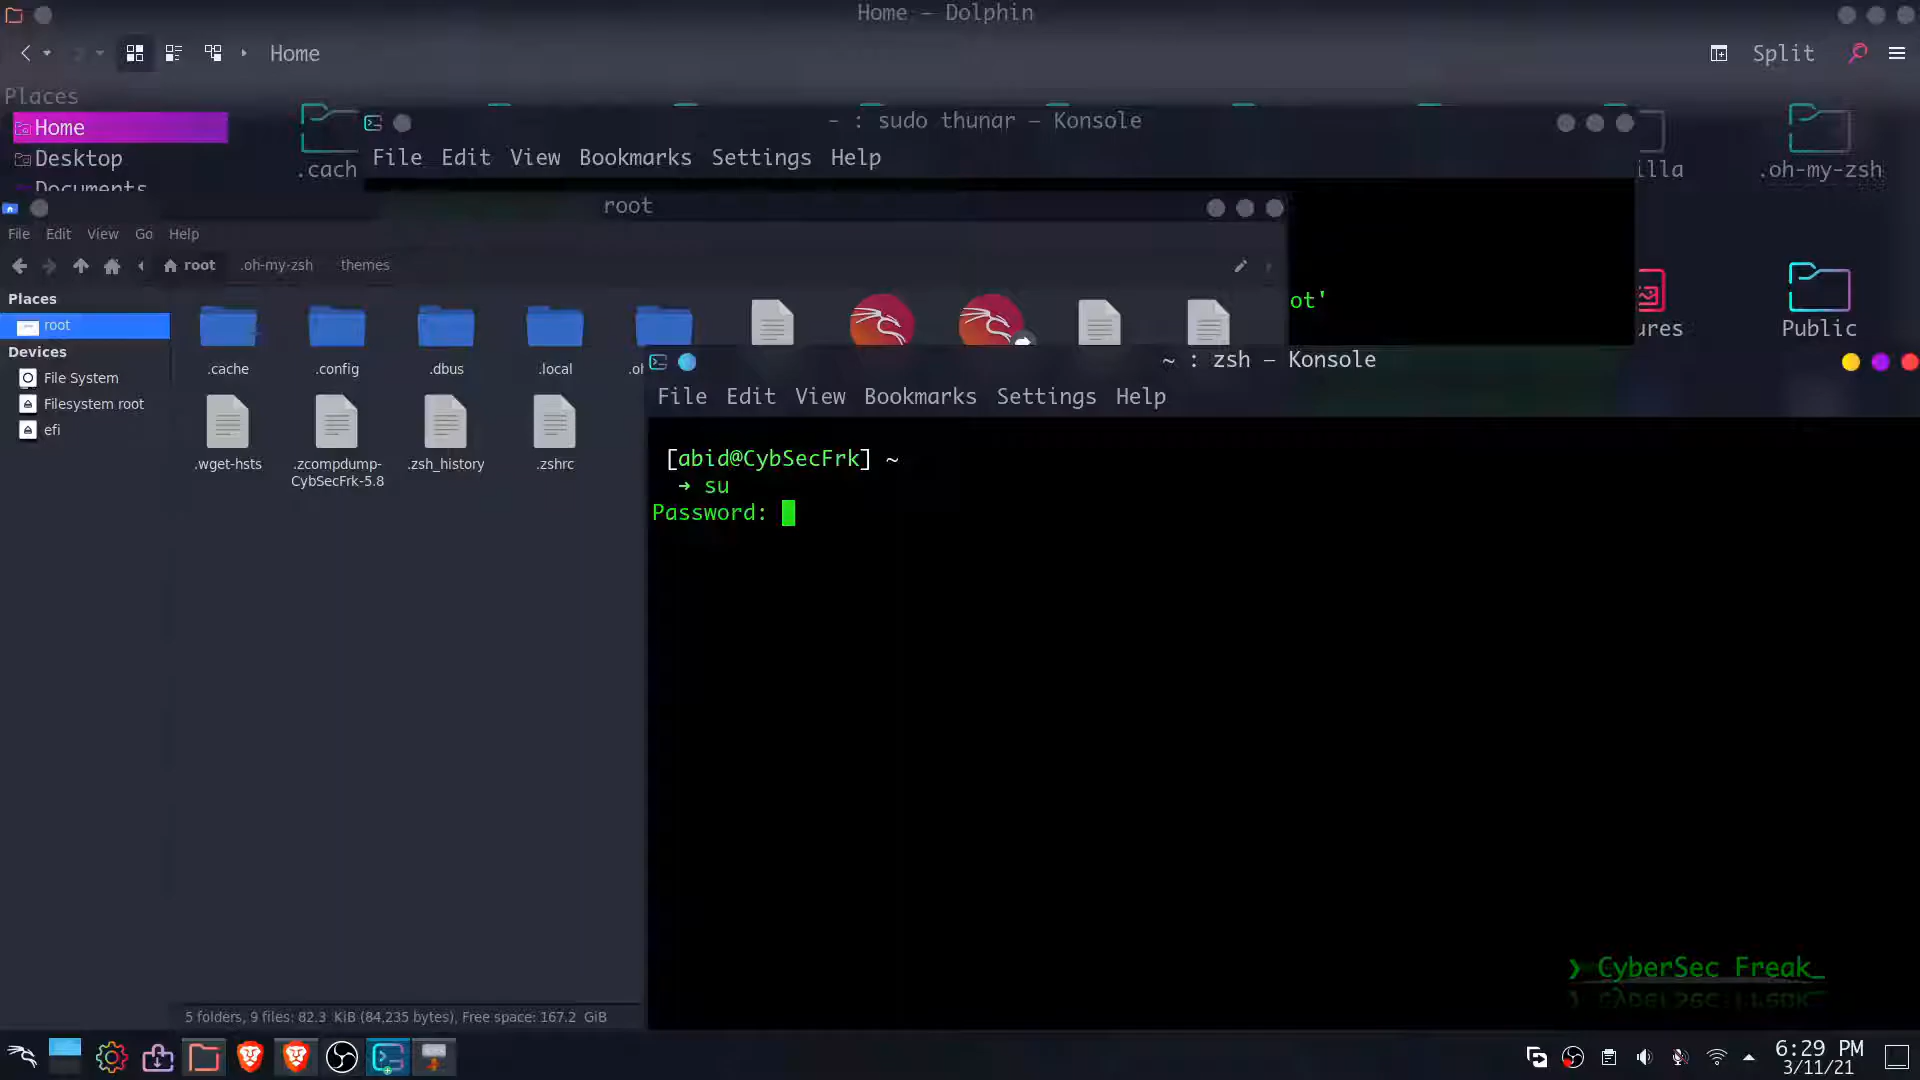 Home — Dolphin
Home
Split
Places
Home
Desktop
Documents
.cach
illa
.oh-my-zsh
~ : sudo thunar — Konsole
File Edit View Bookmarks Settings Help
ot'
ures
Public
root
File Edit View Go Help
root .oh-my-zsh themes
Places
root
Devices
File System
Filesystem root
efi
.cache .config .dbus .local .oh
.wget-hsts .zcompdump-CybSecFrk-5.8 .zsh_history .zshrc
5 folders, 9 files: 82.3 KiB (84,235 bytes), Free space: 167.2 GiB
~ : zsh — Konsole
File Edit View Bookmarks Settings Help
[abid@CybSecFrk] ~
➜ su
Password:
❯ CyberSec Freak_
6:29 PM
3/11/21